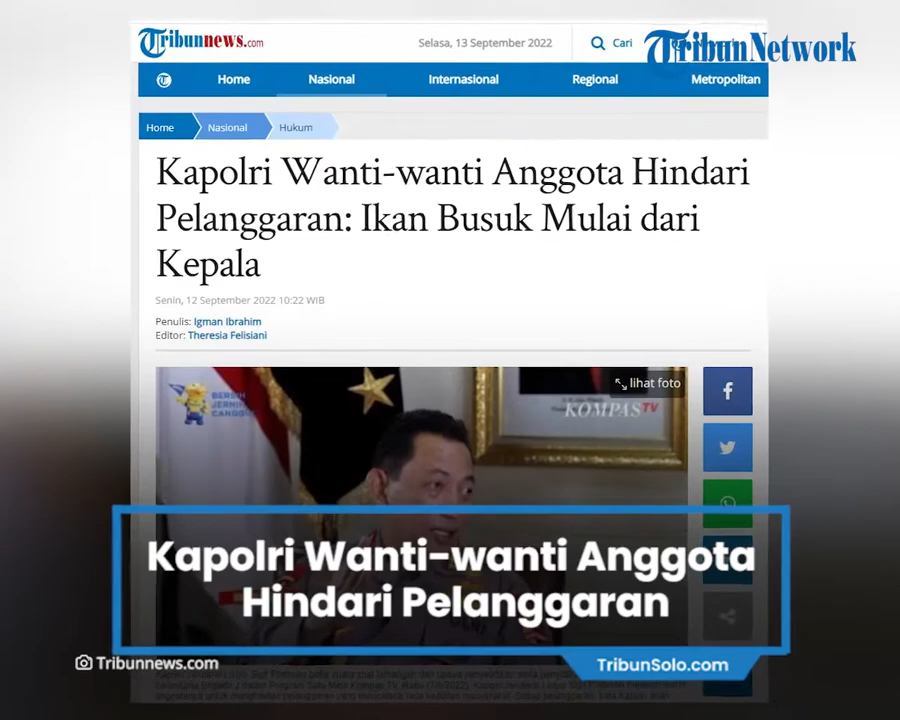 Tribunnews.com
Selasa, 13 September 2022
Cari
TribunNetwork
Home
Nasional
Internasional
Regional
Metropolitan
Home
Nasional
Hukum
Kapolri Wanti-wanti Anggota Hindari
Pelanggaran: Ikan Busuk Mulai dari
Kepala
Senin, 12 September 2022 10:22 WIB
Penulis: Igman Ibrahim
Editor: Theresia Felisiani
lihat foto
KOMPASTV
Kapolri Wanti-wanti Anggota
Hindari Pelanggaran
Tribunnews.com
TribunSolo.com